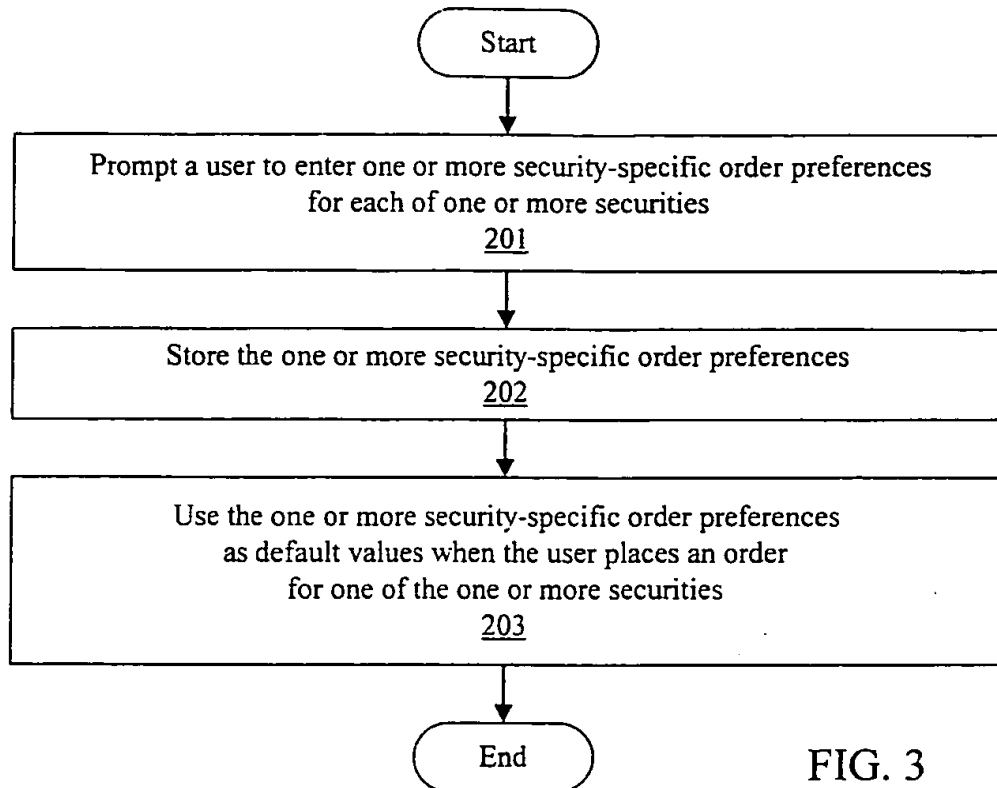 Start
Prompt a user to enter one or more security-specific order preferences
for each of one or more securities
201
Store the one or more security-specific order preferences
202
Use the one or more security-specific order preferences
as default values when the user places an order
for one of the one or more securities
203
End
FIG. 3